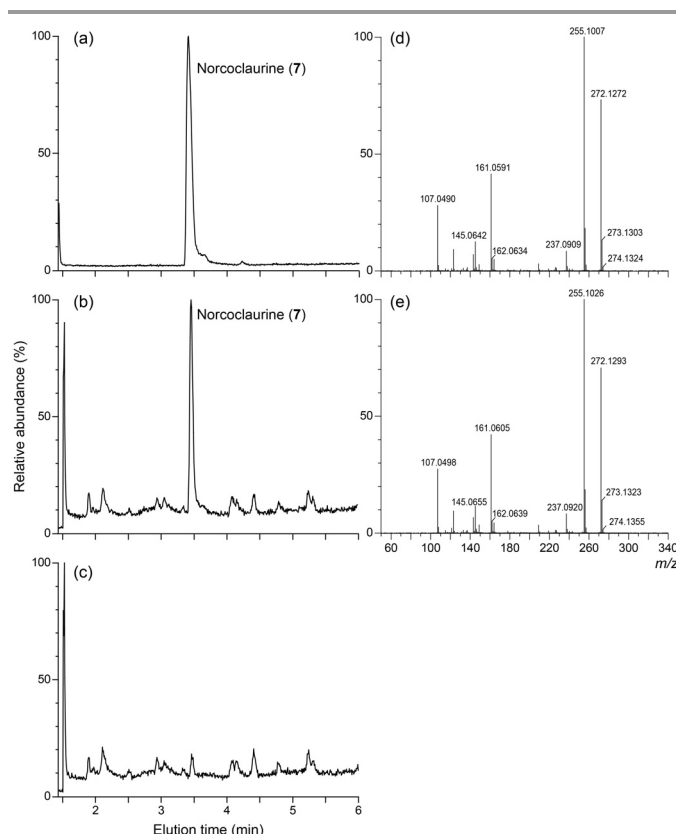 (a)
Norcoclaurine (7)
100
50
0
(b)
Norcoclaurine (7)
100
50
0
(c)
100
50
0
2 3 4 5 6
Elution time (min)
Relative abundance (%)
(d)
255.1007
272.1272
161.0591
107.0490
145.0642
162.0634
237.0909
273.1303
274.1324
100
50
0
(e)
255.1026
272.1293
161.0605
107.0498
145.0655
162.0639
237.0920
273.1323
274.1355
100
50
0
60 100 140 180 220 260 300 340
m/z